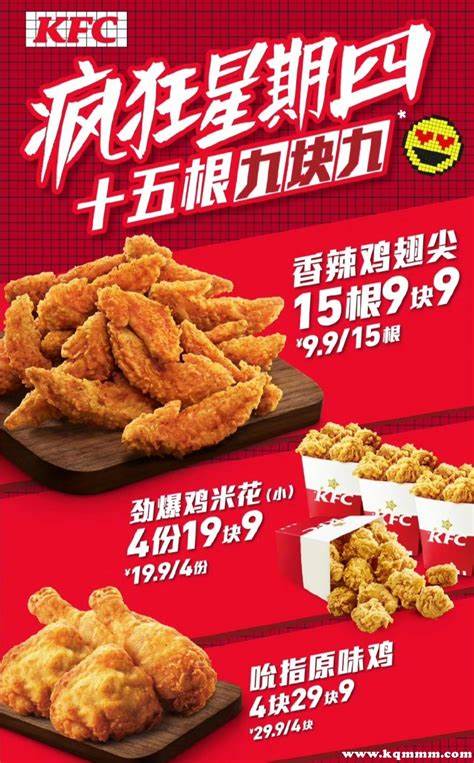 KFC
疯狂星期四
十五根九块九*
香辣鸡翅尖
15根9块9
¥9.9/15根
劲爆鸡米花(小)
4份19块9
¥19.9/4份
KFC
KFC
KFC
吮指原味鸡
4块29块9
¥29.9/4块
www.kqmmm.com